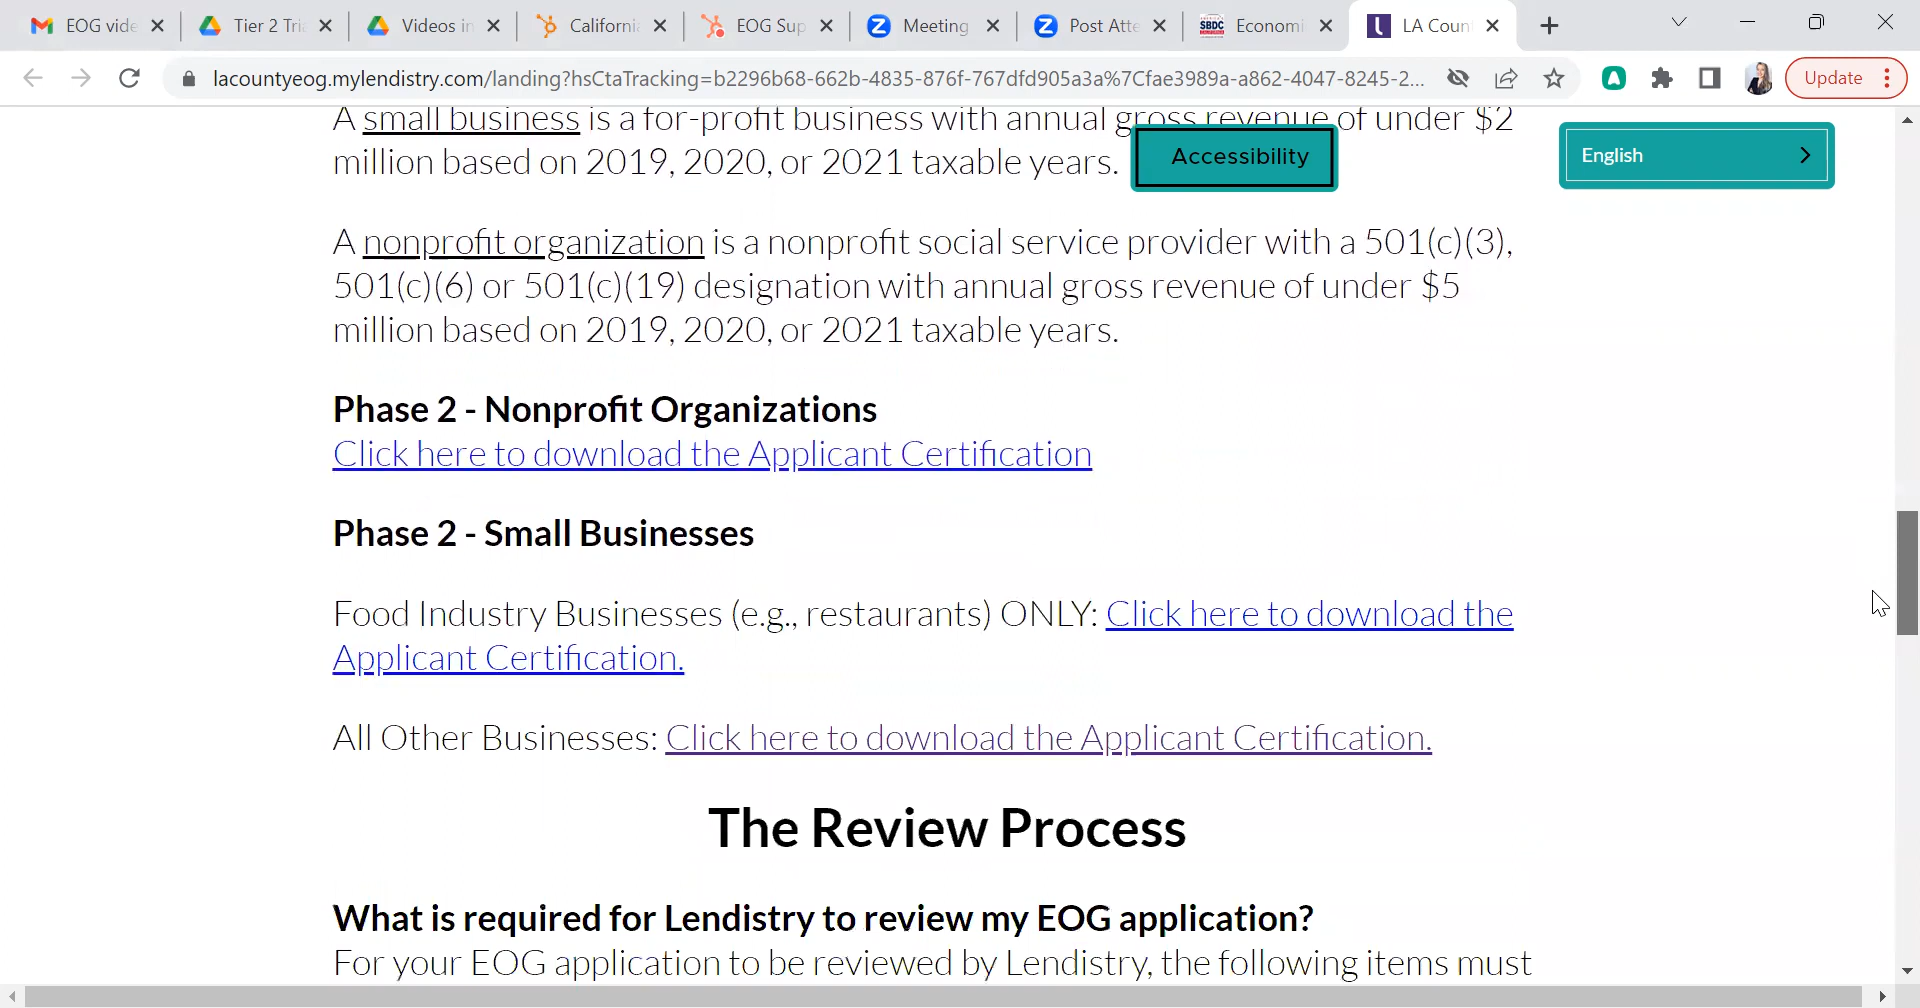 EOG vide
Tier 2 Tria
Videos in
California
EOG Sup
Meeting
Post Atte
SBDC
Economi
LA Coun
lacountyeog.mylendistry.com/landing?hsCtaTracking=b2296b68-662b-4835-876f-767dfd905a3a%7Cfae3989a-a862-4047-8245-2...
Update
A small business is a for-profit business with annual gross revenue of under $2
million based on 2019, 2020, or 2021 taxable years.
Accessibility
English
A nonprofit organization is a nonprofit social service provider with a 501(c)(3),
501(c)(6) or 501(c)(19) designation with annual gross revenue of under $5
million based on 2019, 2020, or 2021 taxable years.
Phase 2 - Nonprofit Organizations
Click here to download the Applicant Certification
Phase 2 - Small Businesses
Food Industry Businesses (e.g., restaurants) ONLY: Click here to download the
Applicant Certification.
All Other Businesses: Click here to download the Applicant Certification.
The Review Process
What is required for Lendistry to review my EOG application?
For your EOG application to be reviewed by Lendistry, the following items must